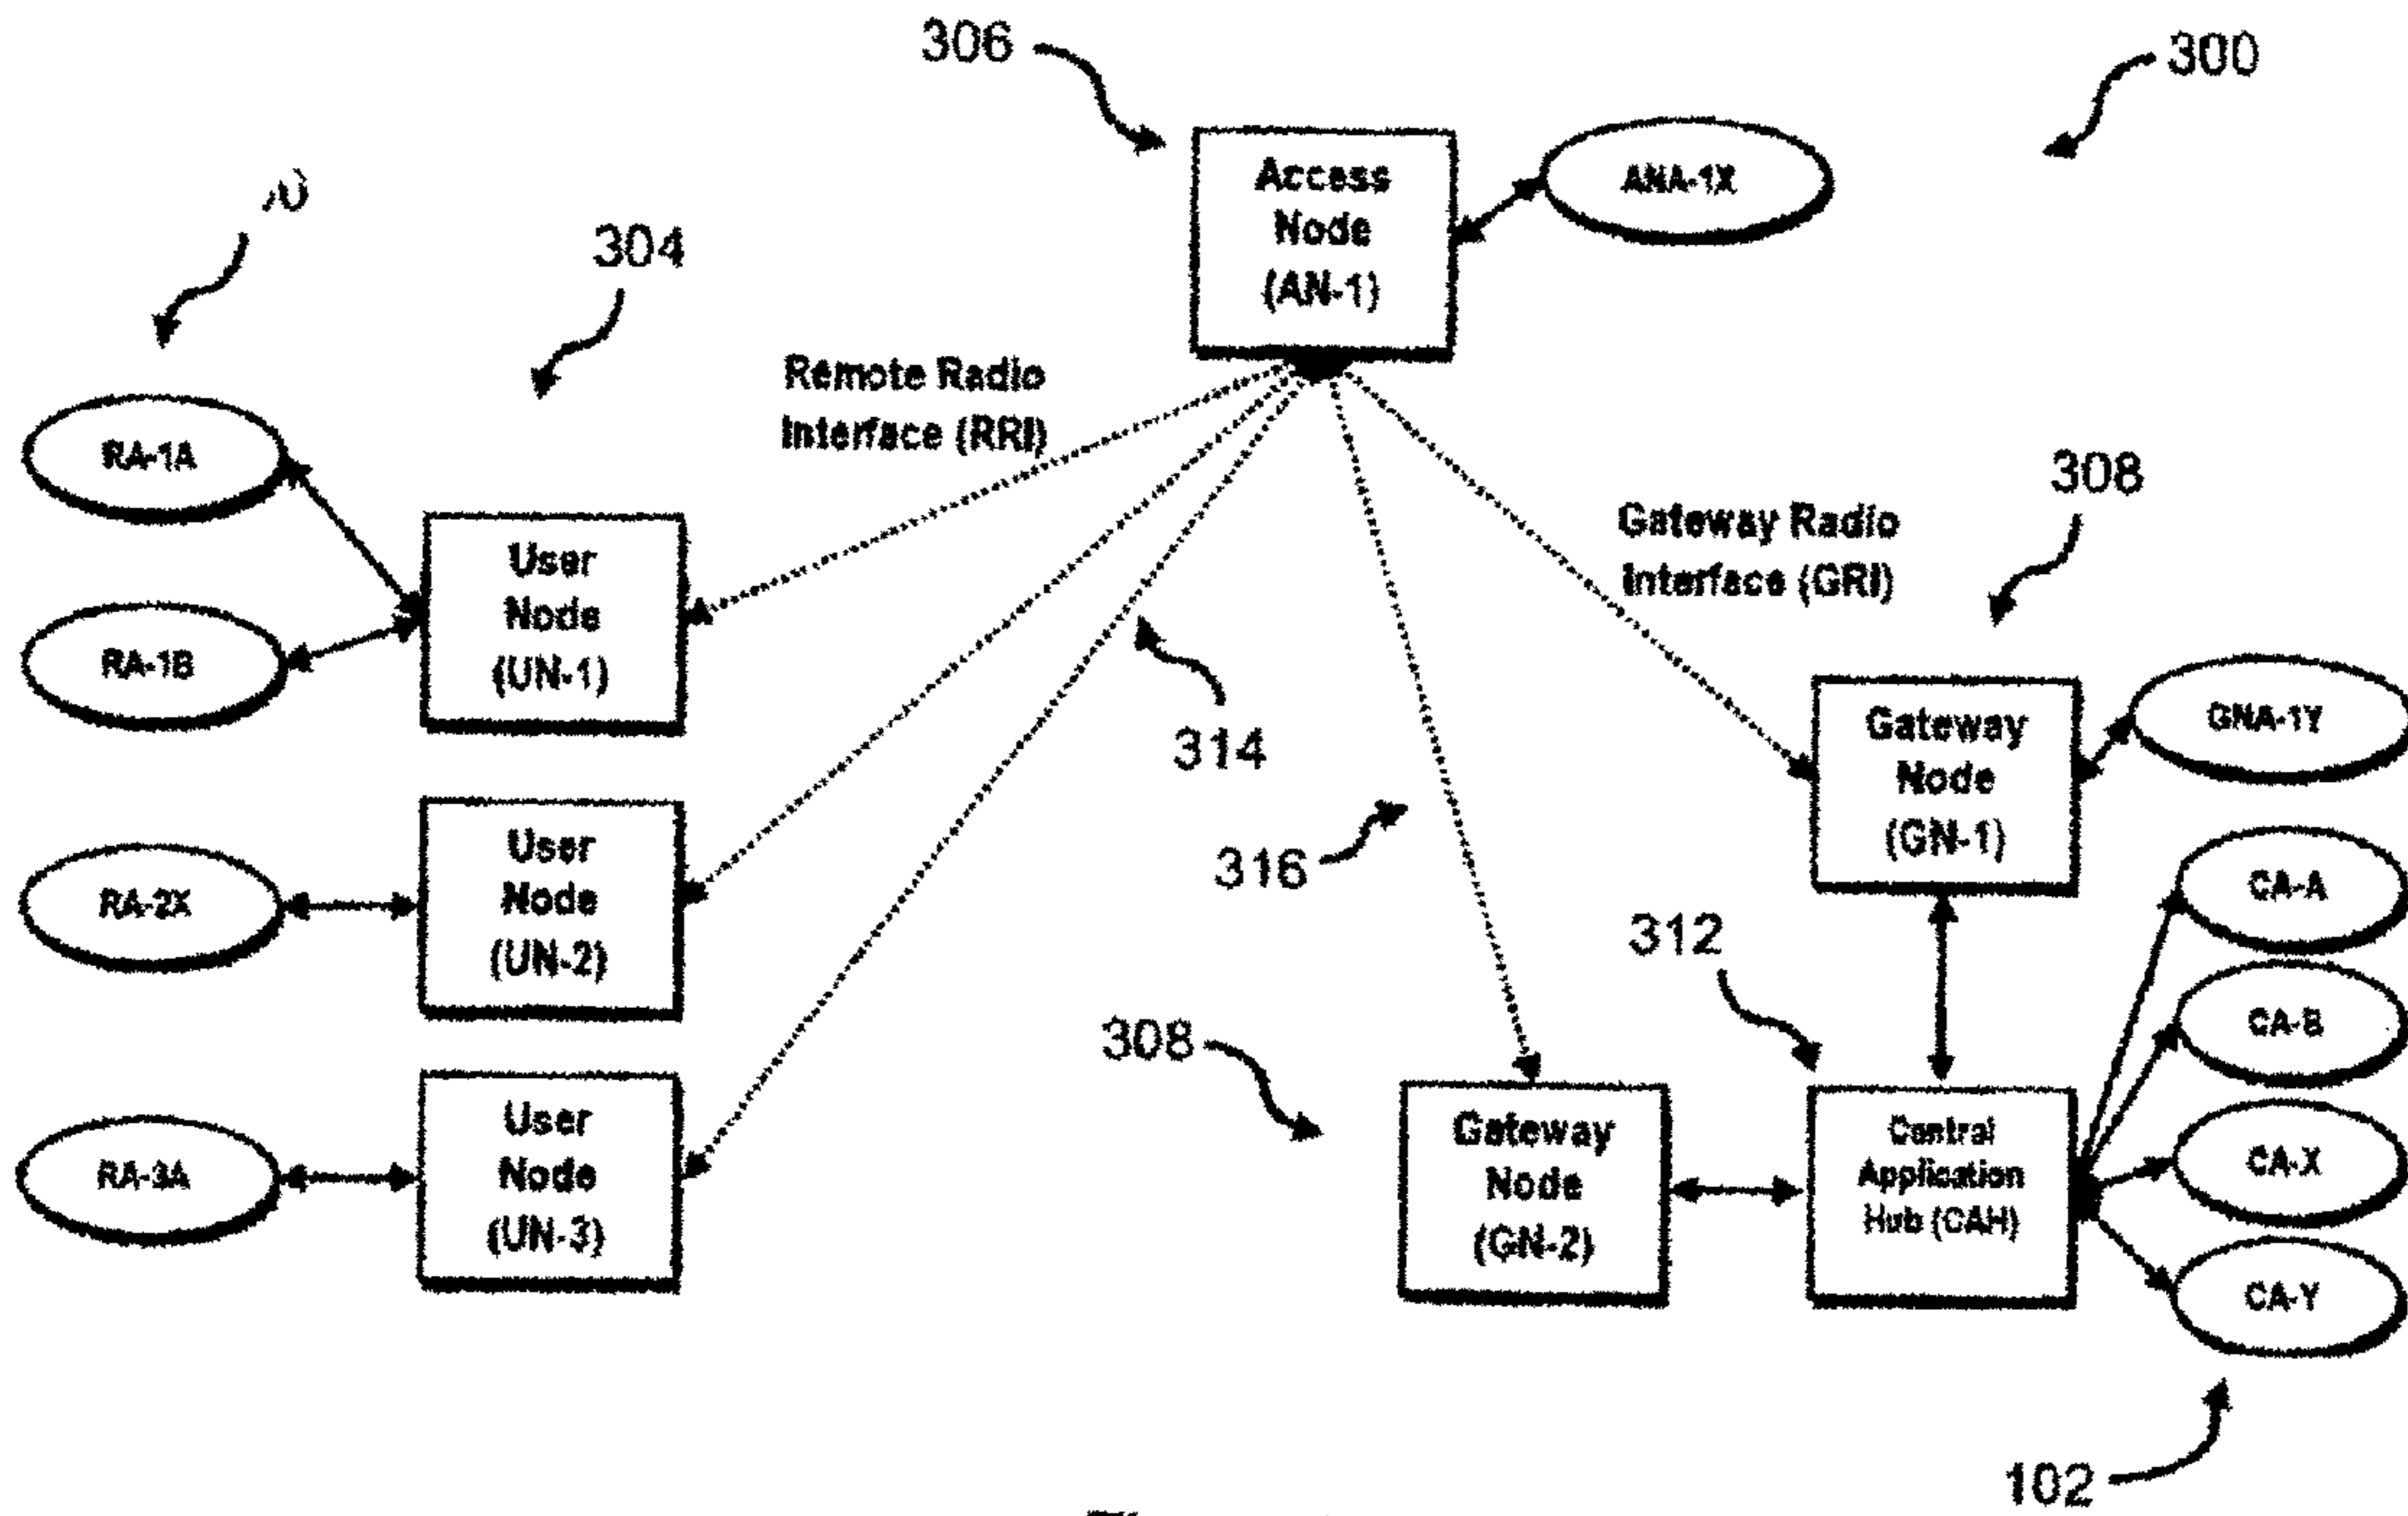 306
300
Access
Node
(AN-1)
ANA-1X
304
Remote Radio
Interface (RRI)
RA-1A
RA-1B
User
Node
(UN-1)
Gateway Radio
Interface (GRI)
308
314
316
Gateway
Node
(GN-1)
GNA-1Y
RA-2X
User
Node
(UN-2)
312
CA-A
CA-B
CA-X
CA-Y
308
RA-3A
User
Node
(UN-3)
Gateway
Node
(GN-2)
Central
Application
Hub (CAH)
102